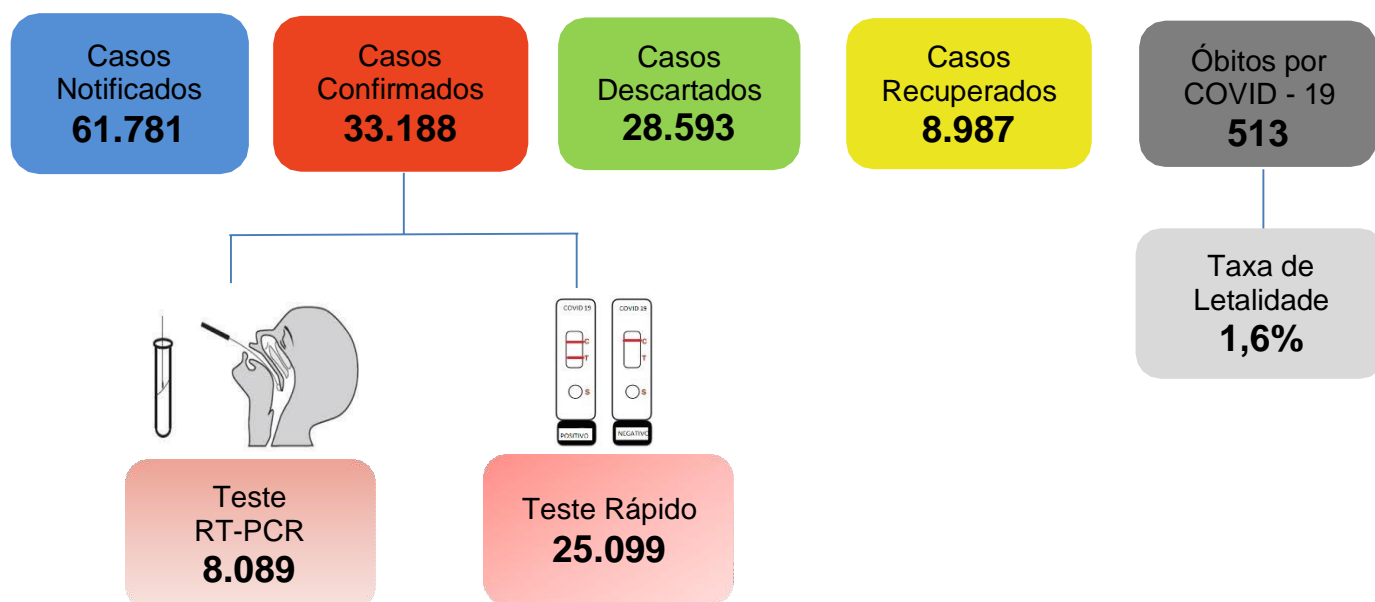 Casos
Notificados
61.781
Casos
Confirmados
33.188
Casos
Descartados
28.593
Casos
Recuperados
8.987
Óbitos por
COVID - 19
513
Taxa de
Letalidade
1,6%
COVID 19
C
T
S
POSITIVO
COVID 19
C
T
S
NEGATIVO
Teste
RT-PCR
8.089
Teste Rápido
25.099